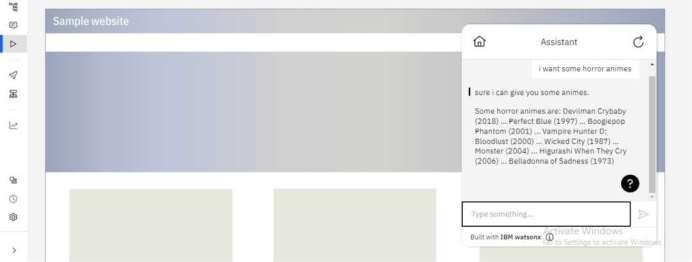 Sample website
Assistant
i want some horror animes
sure i can give you some animes.
Some horror animes are: Devilman Crybaby
(2018) ... Perfect Blue (1997) ... Boogiepop
Phantom (2001) ... Vampire Hunter D:
Bloodlust (2000) ... Wicked City (1987) ...
Monster (2004) ... Higurashi When They Cry
(2006) ... Belladonna of Sadness (1973)
?
Type something...
Activate Windows
Built with IBM watsonx
Go to Settings to activate Windows.